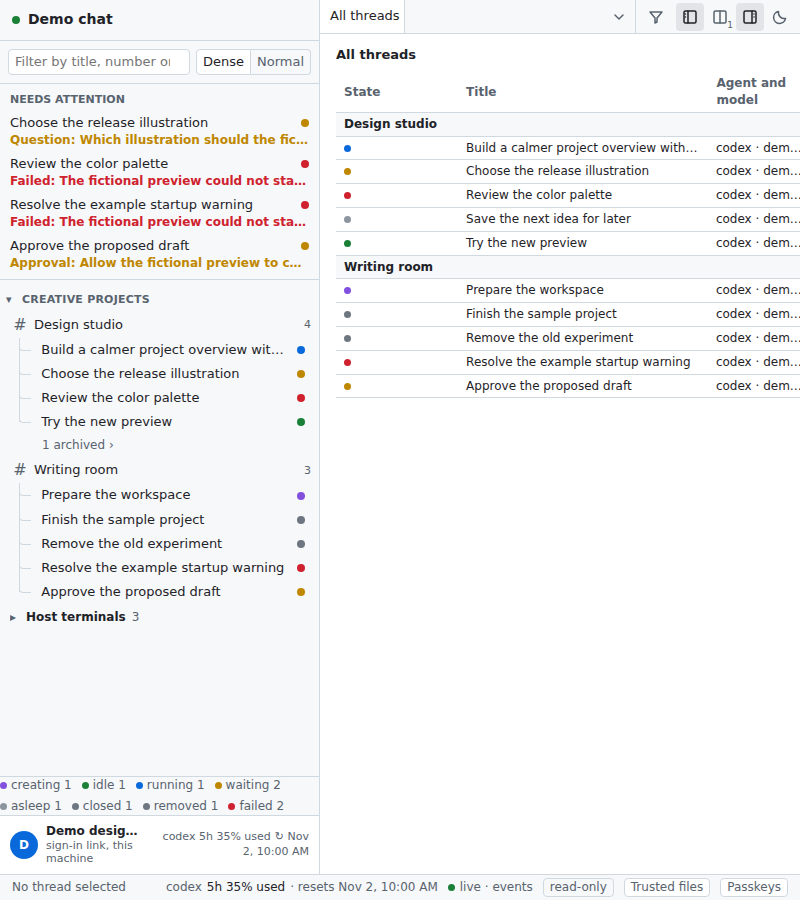 Demo chat
Filter by title, number o
Dense
Normal
NEEDS ATTENTION
Choose the release illustration
Question: Which illustration should the fic…
Review the color palette
Failed: The fictional preview could not sta…
Resolve the example startup warning
Failed: The fictional preview could not sta…
Approve the proposed draft
Approval: Allow the fictional preview to c…
▾ CREATIVE PROJECTS
# Design studio 4
Build a calmer project overview wit…
Choose the release illustration
Review the color palette
Try the new preview
1 archived ›
# Writing room 3
Prepare the workspace
Finish the sample project
Remove the old experiment
Resolve the example startup warning
Approve the proposed draft
▸ Host terminals 3
creating 1 idle 1 running 1 waiting 2
asleep 1 closed 1 removed 1 failed 2
D
Demo desig…
sign-in link, this
machine
codex 5h 35% used ↻ Nov
2, 10:00 AM
All threads
1
All threads
State Title Agent and
model
Design studio
Build a calmer project overview with… codex · dem…
Choose the release illustration codex · dem…
Review the color palette codex · dem…
Save the next idea for later codex · dem…
Try the new preview codex · dem…
Writing room
Prepare the workspace codex · dem…
Finish the sample project codex · dem…
Remove the old experiment codex · dem…
Resolve the example startup warning codex · dem…
Approve the proposed draft codex · dem…
No thread selected codex 5h 35% used · resets Nov 2, 10:00 AM live · events read-only Trusted files Passkeys